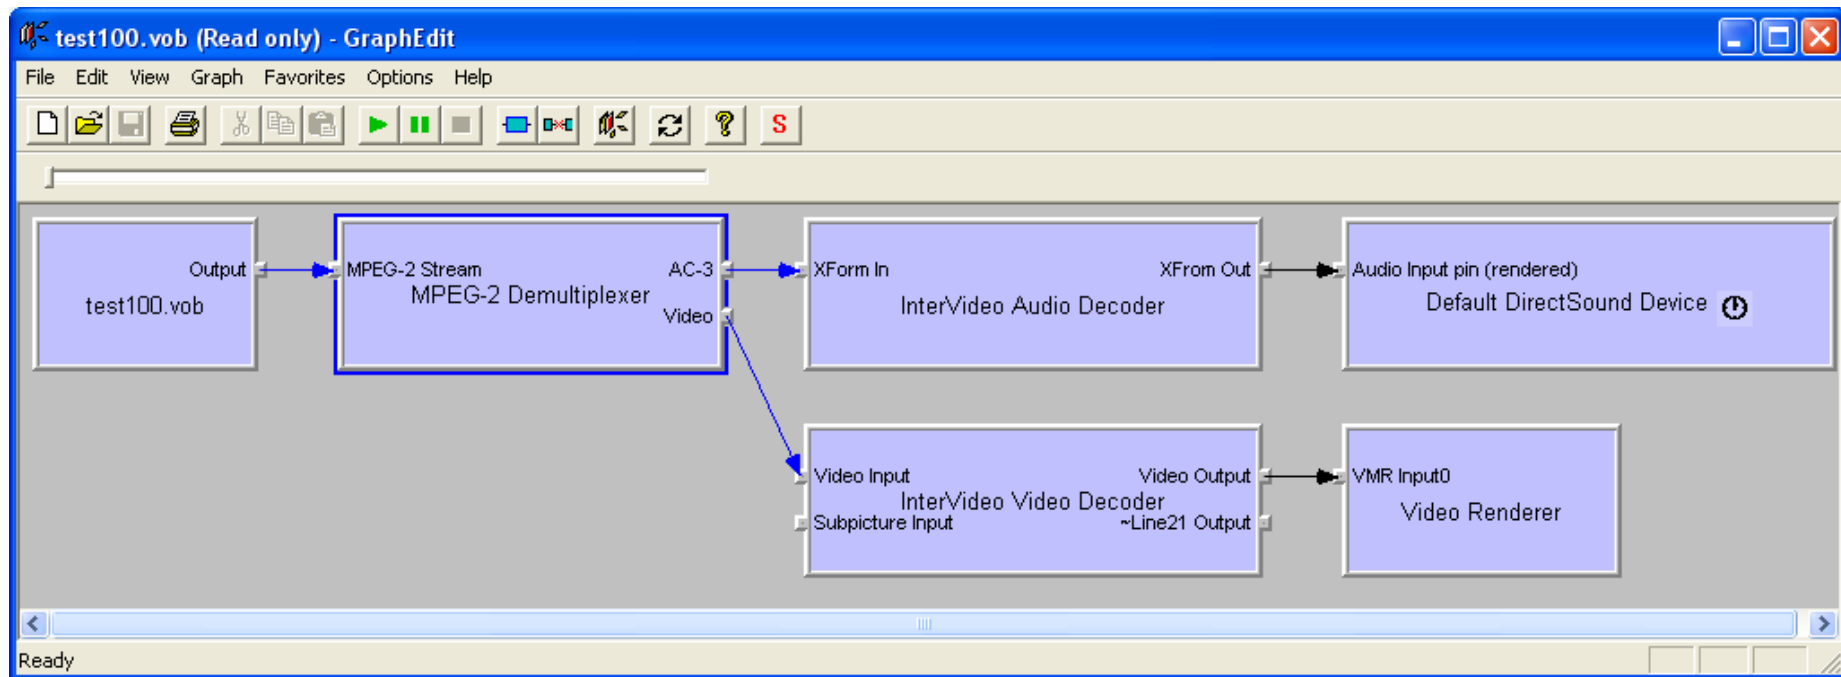 test100.vob (Read only) - GraphEdit
File Edit View Graph Favorites Options Help
S
Output
test100.vob
MPEG-2 Stream
AC-3
MPEG-2 Demultiplexer
Video
XForm In
XFrom Out
InterVideo Audio Decoder
Audio Input pin (rendered)
Default DirectSound Device
Video Input
Video Output
InterVideo Video Decoder
Subpicture Input
~Line21 Output
VMR Input0
Video Renderer
Ready